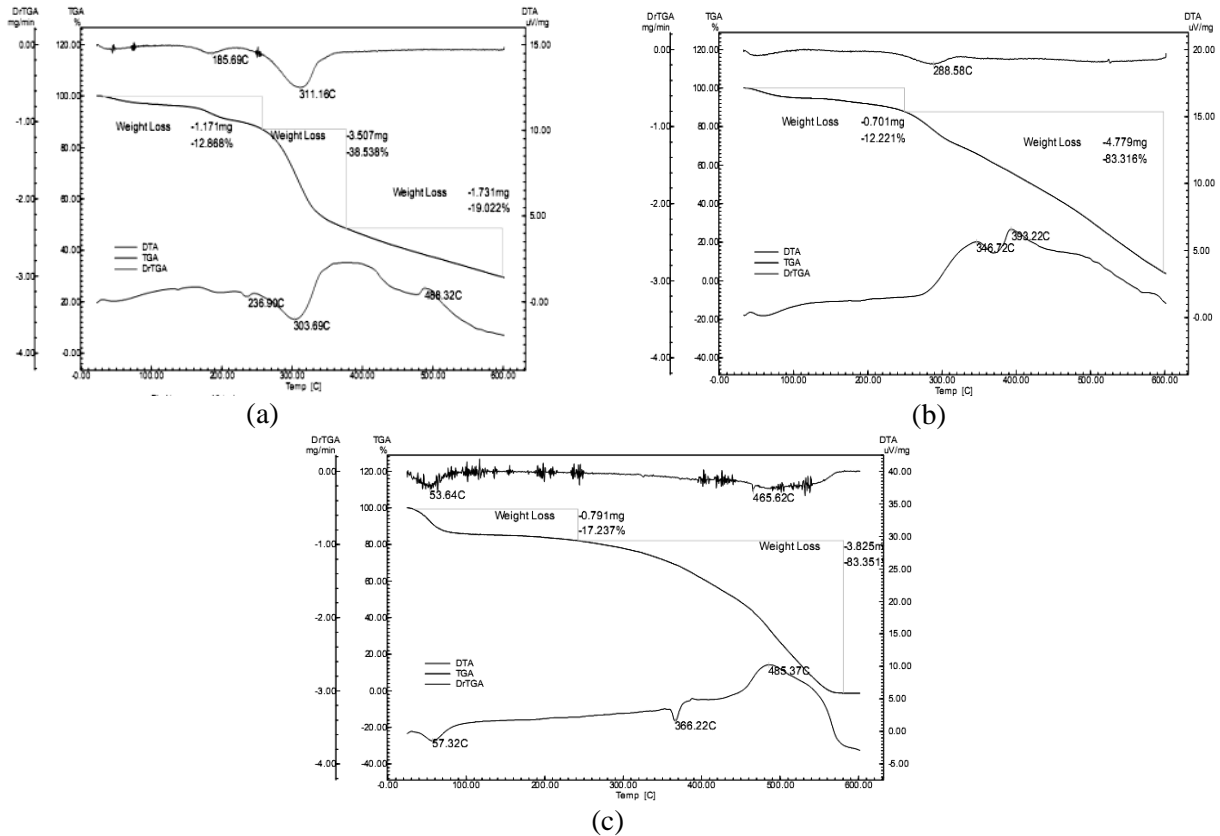 DrTGA TGA DTA
mg/min % uV/mg
0.00 120.00 15.00
185.69C
311.16C
100.00
-1.00 Weight Loss -1.171mg Weight Loss -3.507mg 10.00
-12.868% -38.538%
80.00
-2.00 60.00 Weight Loss -1.731mg
-19.022% 5.00
40.00
DTA
TGA
DrTGA
-3.00 20.00 236.90C 303.69C 488.32C -0.00
-4.00 -0.00
-0.00 100.00 200.00 300.00 400.00 500.00 600.00
Temp [C]
(a)
DrTGA TGA DTA
mg/min % uV/mg
0.00 120.00 20.00
288.58C
100.00
-1.00 80.00 Weight Loss -0.701mg Weight Loss -4.779mg 15.00
-12.221% -83.316%
60.00
-2.00 40.00 10.00
20.00 346.72C 393.22C 5.00
DTA
TGA
DrTGA
-3.00 0.00
-20.00 0.00
-4.00 -40.00
-0.00 100.00 200.00 300.00 400.00 500.00 600.00
Temp [C]
(b)
DrTGA TGA DTA
mg/min % uV/mg
0.00 120.00 40.00
53.64C 465.62C
100.00 35.00
Weight Loss -0.791mg
-17.237% 30.00
-1.00 80.00 Weight Loss -3.825m
-83.351
60.00 25.00
40.00 20.00
-2.00 20.00 15.00
DTA
TGA
DrTGA
485.37C 10.00
-3.00 0.00 5.00
366.22C
-20.00 57.32C 0.00
-4.00 -40.00 -5.00
-0.00 100.00 200.00 300.00 400.00 500.00 600.00
Temp [C]
(c)